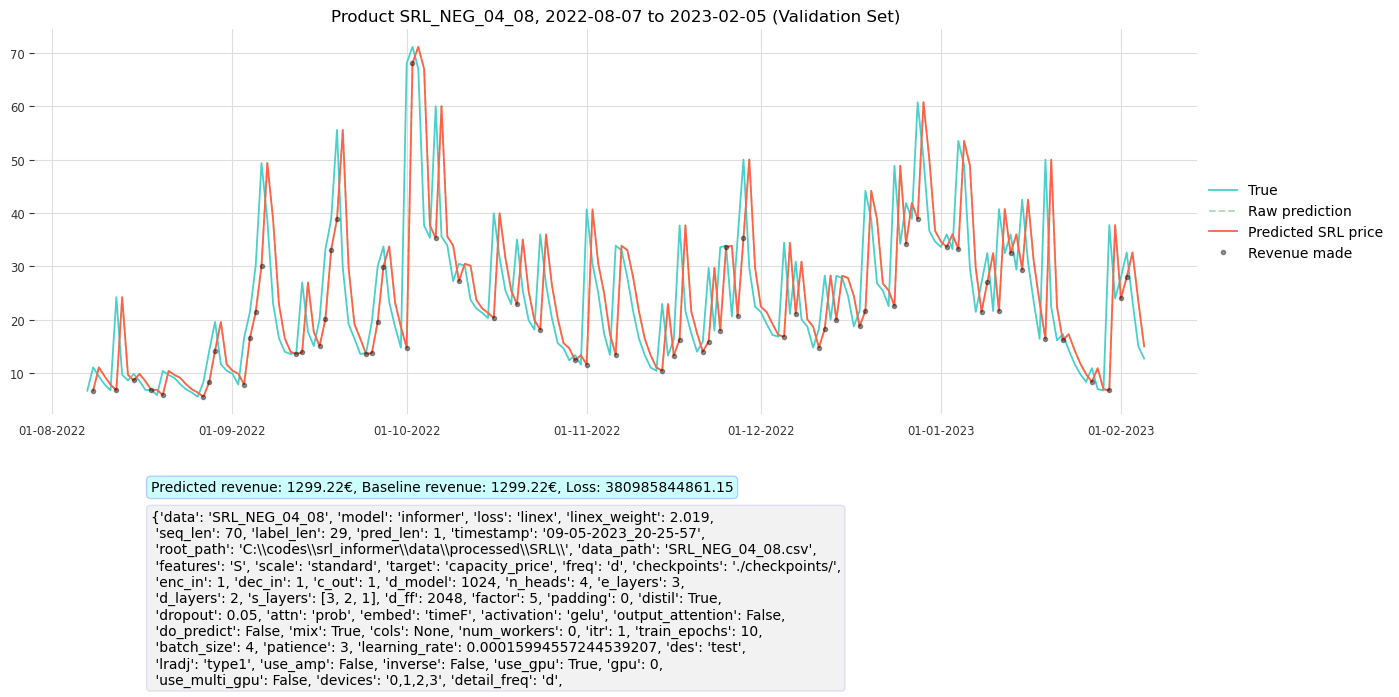 Product SRL_NEG_04_08, 2022-08-07 to 2023-02-05 (Validation Set)
70
60
50
40
30
20
10
01-08-2022
01-09-2022
01-10-2022
01-11-2022
01-12-2022
01-01-2023
01-02-2023
True
Raw prediction
Predicted SRL price
Revenue made
Predicted revenue: 1299.22€, Baseline revenue: 1299.22€, Loss: 380985844861.15
{'data': 'SRL_NEG_04_08', 'model': 'informer', 'loss': 'linex', 'linex_weight': 2.019,
'seq_len': 70, 'label_len': 29, 'pred_len': 1, 'timestamp': '09-05-2023_20-25-57',
'root_path': 'C:\\codes\\srl_informer\\data\\processed\\SRL\\', 'data_path': 'SRL_NEG_04_08.csv',
'features': 'S', 'scale': 'standard', 'target': 'capacity_price', 'freq': 'd', 'checkpoints': './checkpoints/',
'enc_in': 1, 'dec_in': 1, 'c_out': 1, 'd_model': 1024, 'n_heads': 4, 'e_layers': 3,
'd_layers': 2, 's_layers': [3, 2, 1], 'd_ff': 2048, 'factor': 5, 'padding': 0, 'distil': True,
'dropout': 0.05, 'attn': 'prob', 'embed': 'timeF', 'activation': 'gelu', 'output_attention': False,
'do_predict': False, 'mix': True, 'cols': None, 'num_workers': 0, 'itr': 1, 'train_epochs': 10,
'batch_size': 4, 'patience': 3, 'learning_rate': 0.00015994557244539207, 'des': 'test',
'lradj': 'type1', 'use_amp': False, 'inverse': False, 'use_gpu': True, 'gpu': 0,
'use_multi_gpu': False, 'devices': '0,1,2,3', 'detail_freq': 'd',